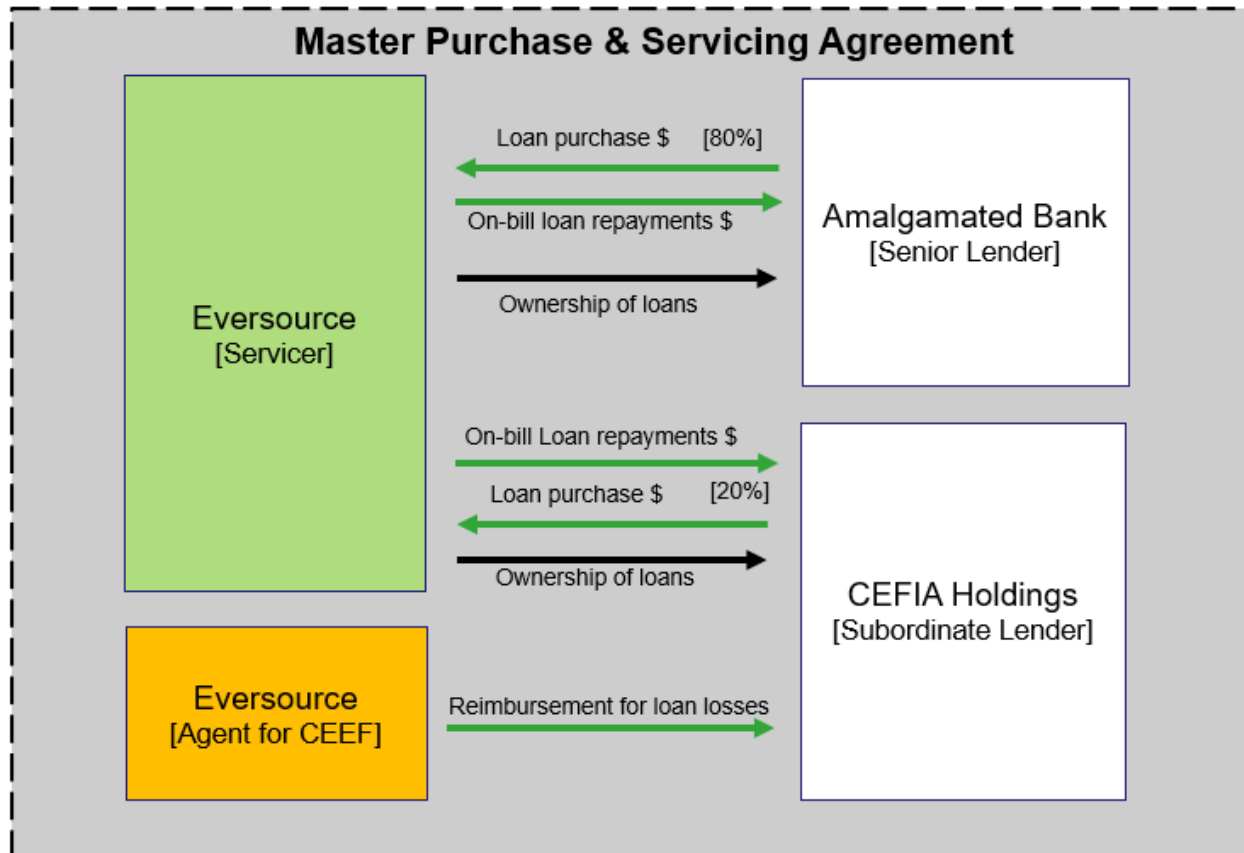 Master Purchase & Servicing Agreement
Eversource
[Servicer]
Loan purchase $ [80%]
On-bill loan repayments $
Ownership of loans
Amalgamated Bank
[Senior Lender]
On-bill Loan repayments $
Loan purchase $ [20%]
Ownership of loans
CEFIA Holdings
[Subordinate Lender]
Eversource
[Agent for CEEF]
Reimbursement for loan losses